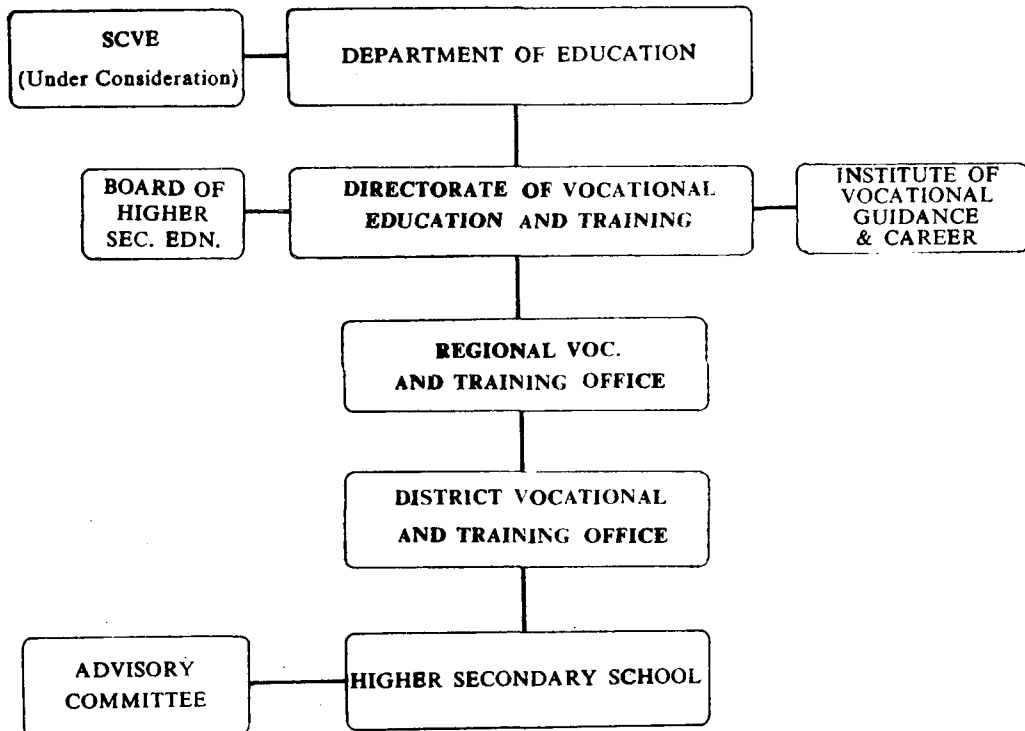 SCVE
(Under Consideration)
DEPARTMENT OF EDUCATION
BOARD OF
HIGHER
SEC. EDN.
DIRECTORATE OF VOCATIONAL
EDUCATION AND TRAINING
INSTITUTE OF
VOCATIONAL
GUIDANCE
& CAREER
REGIONAL VOC.
AND TRAINING OFFICE
DISTRICT VOCATIONAL
AND TRAINING OFFICE
ADVISORY
COMMITTEE
HIGHER SECONDARY SCHOOL